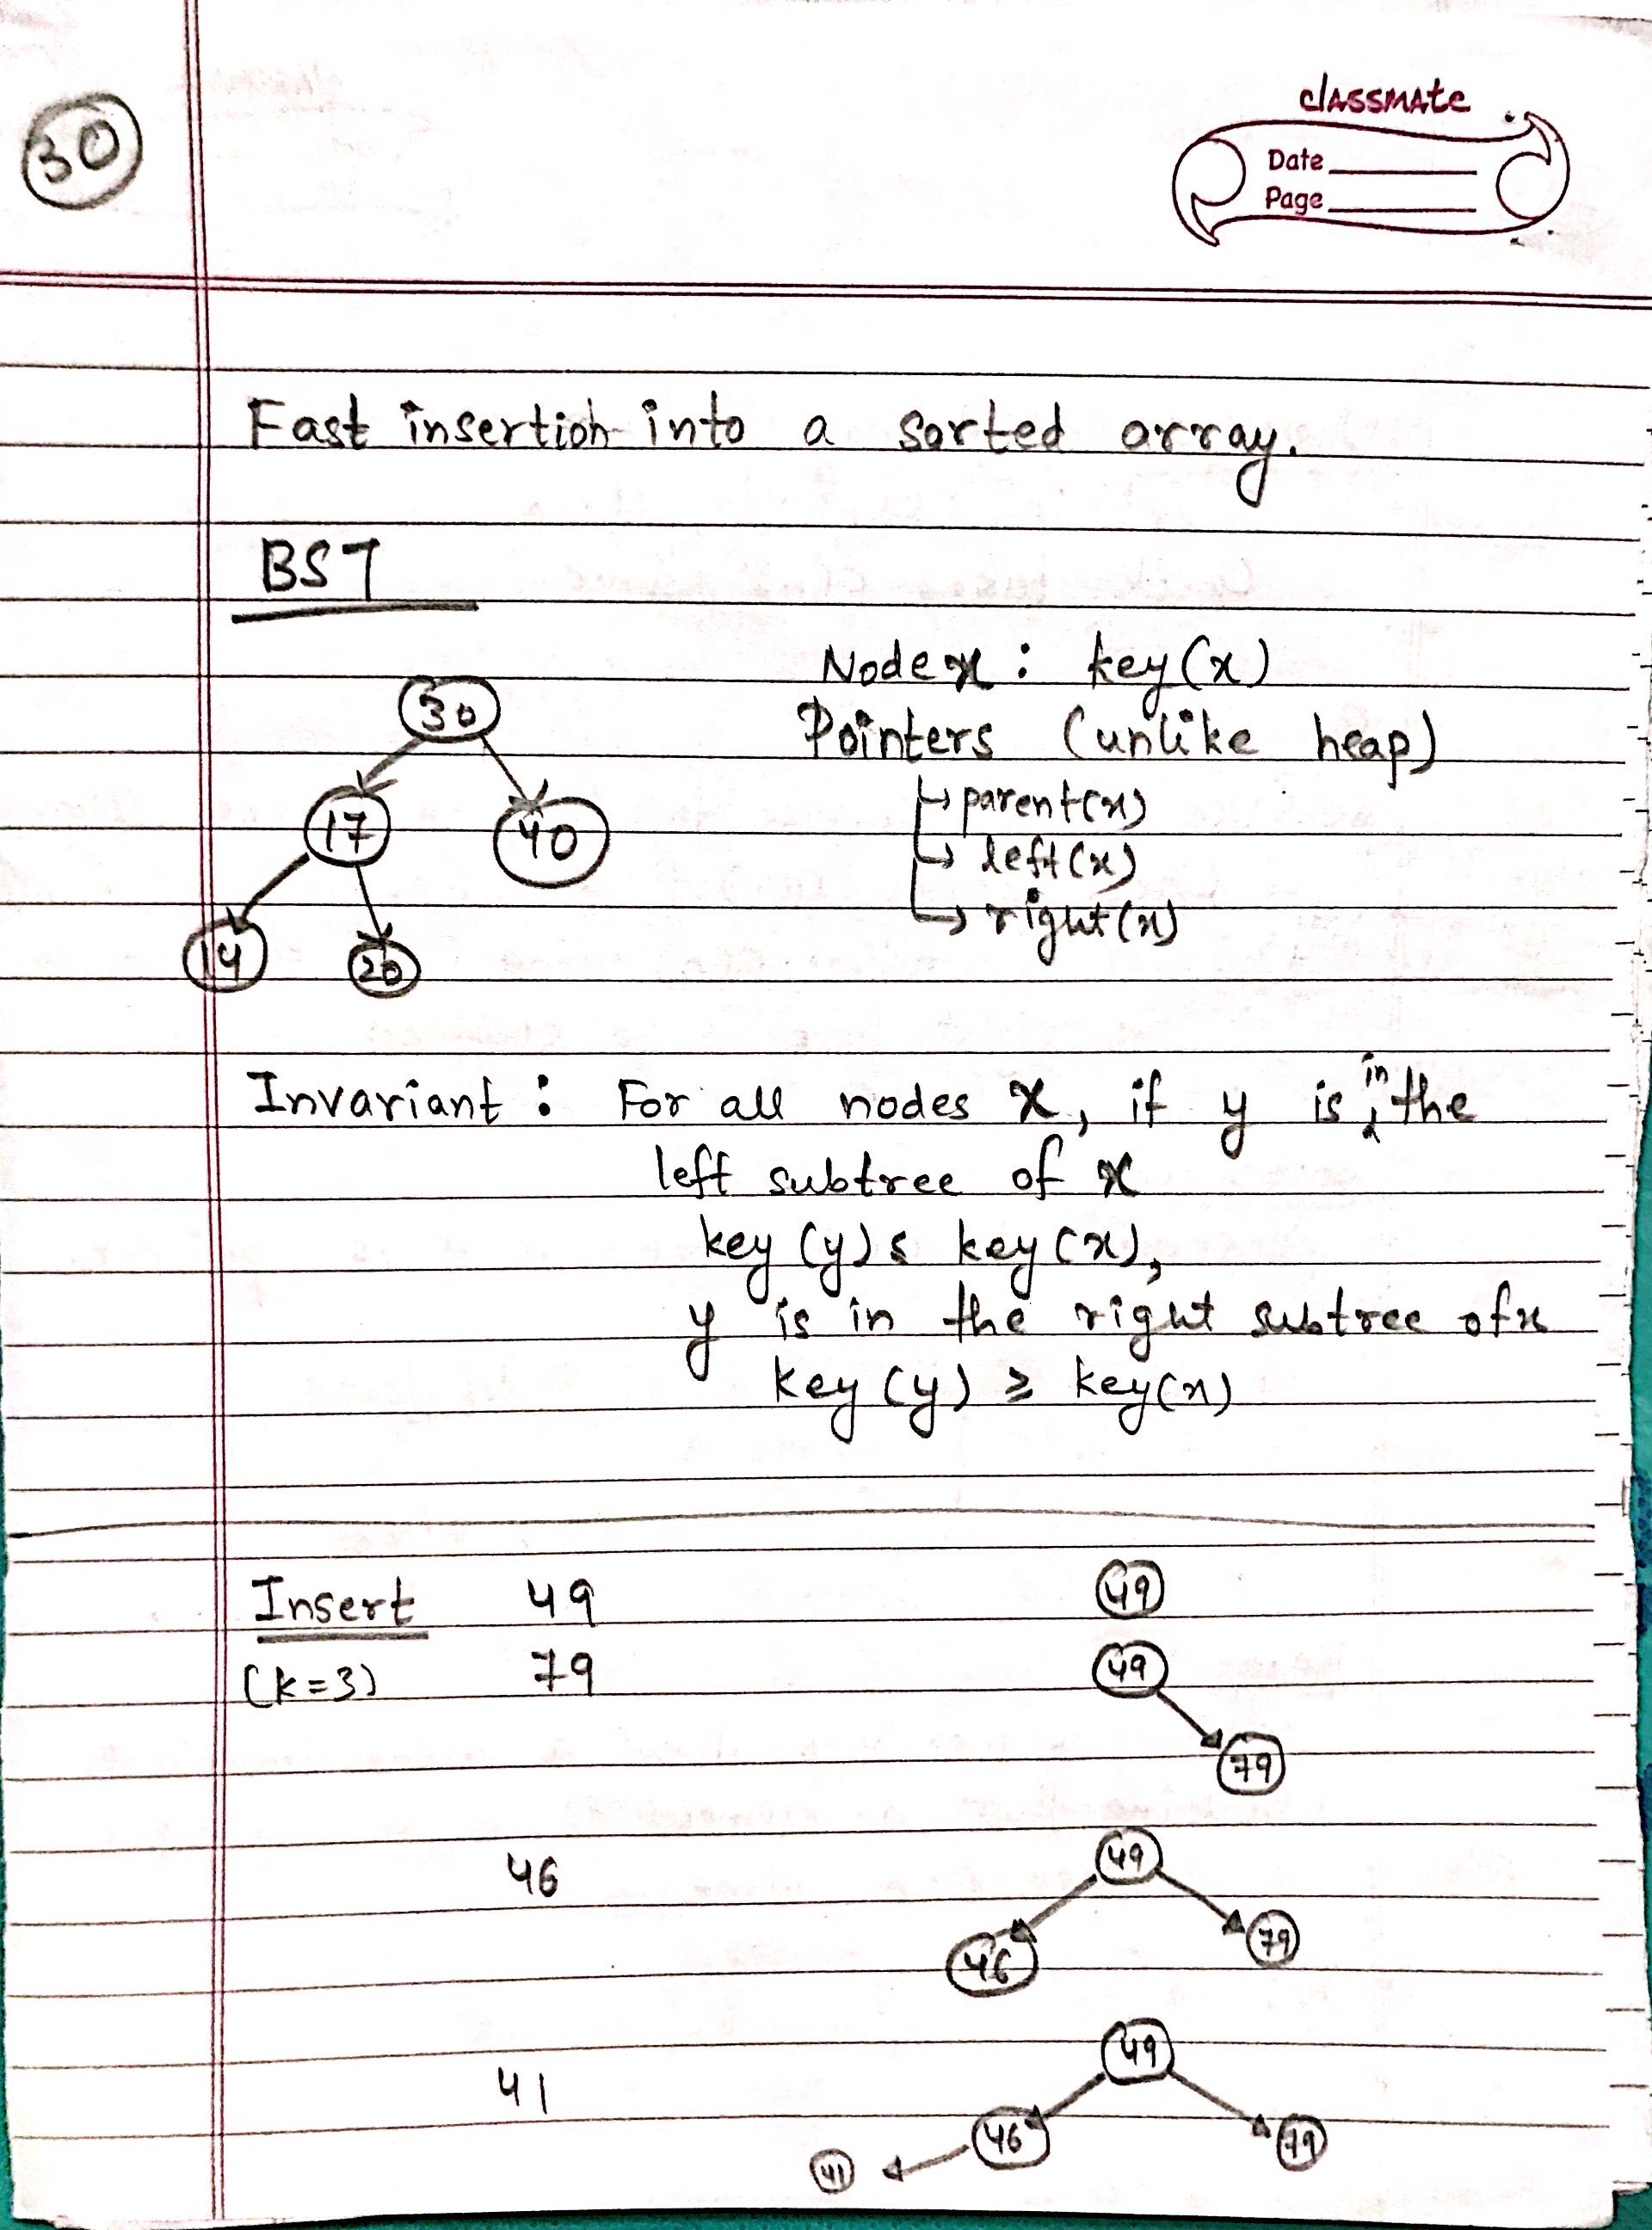 30
classmate
Date
Page
Fast insertion into a sorted array.
BST
Node x : key(x)
Pointers (unlike heap)
↳ parent(x)
↳ left(x)
↳ right(x)
30
17
40
14
20
Invariant : For all nodes x, if y is in the
left subtree of x
key (y) ≤ key (x),
y is in the right subtree of x
key (y) ≥ key(x)
Insert 49
49
(k=3) 79
49
79
46
49
46
79
41
49
46
79
41